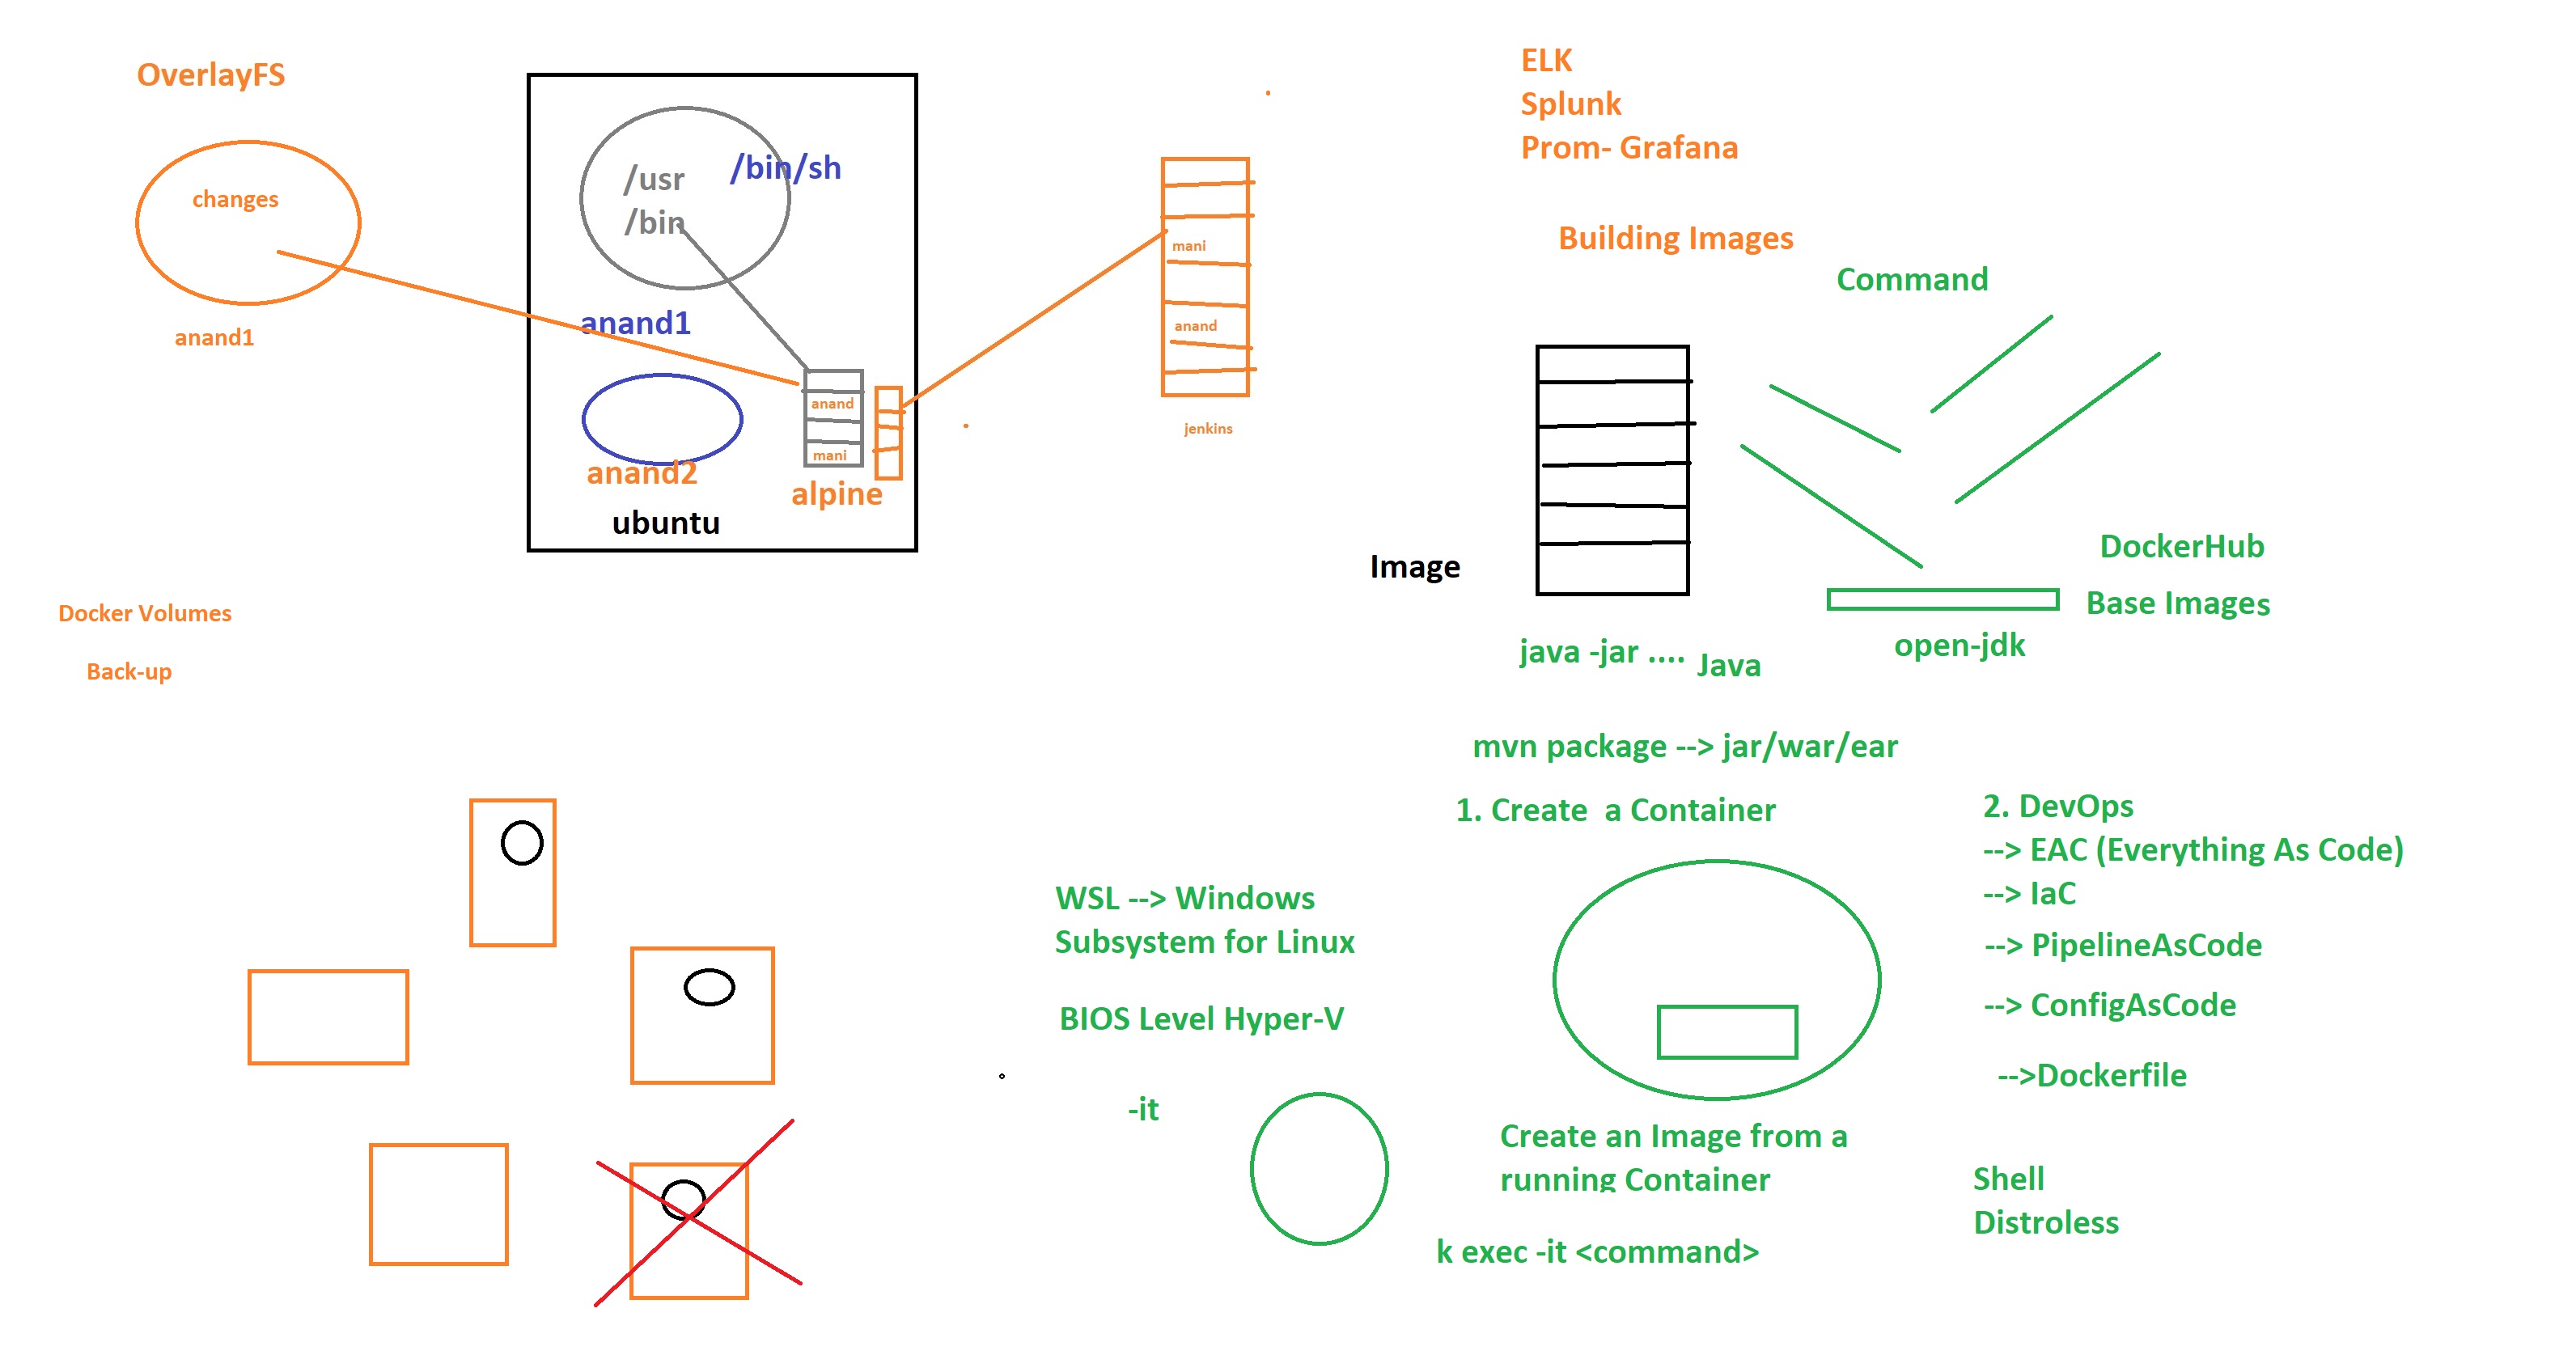 OverlayFS
changes
anand1
/usr
/bin
/bin/sh
anand1
anand2
ubuntu
anand
mani
alpine
mani
anand
jenkins
Docker Volumes
Back-up
ELK
Splunk
Prom- Grafana
Building Images
Command
Image
DockerHub
Base Images
open-jdk
java -jar ....
Java
mvn package --> jar/war/ear
1. Create  a Container
Create an Image from a
running Container
k exec -it <command>
WSL --> Windows
Subsystem for Linux
BIOS Level Hyper-V
-it
2. DevOps
--> EAC (Everything As Code)
--> IaC
--> PipelineAsCode
--> ConfigAsCode
-->Dockerfile
Shell
Distroless